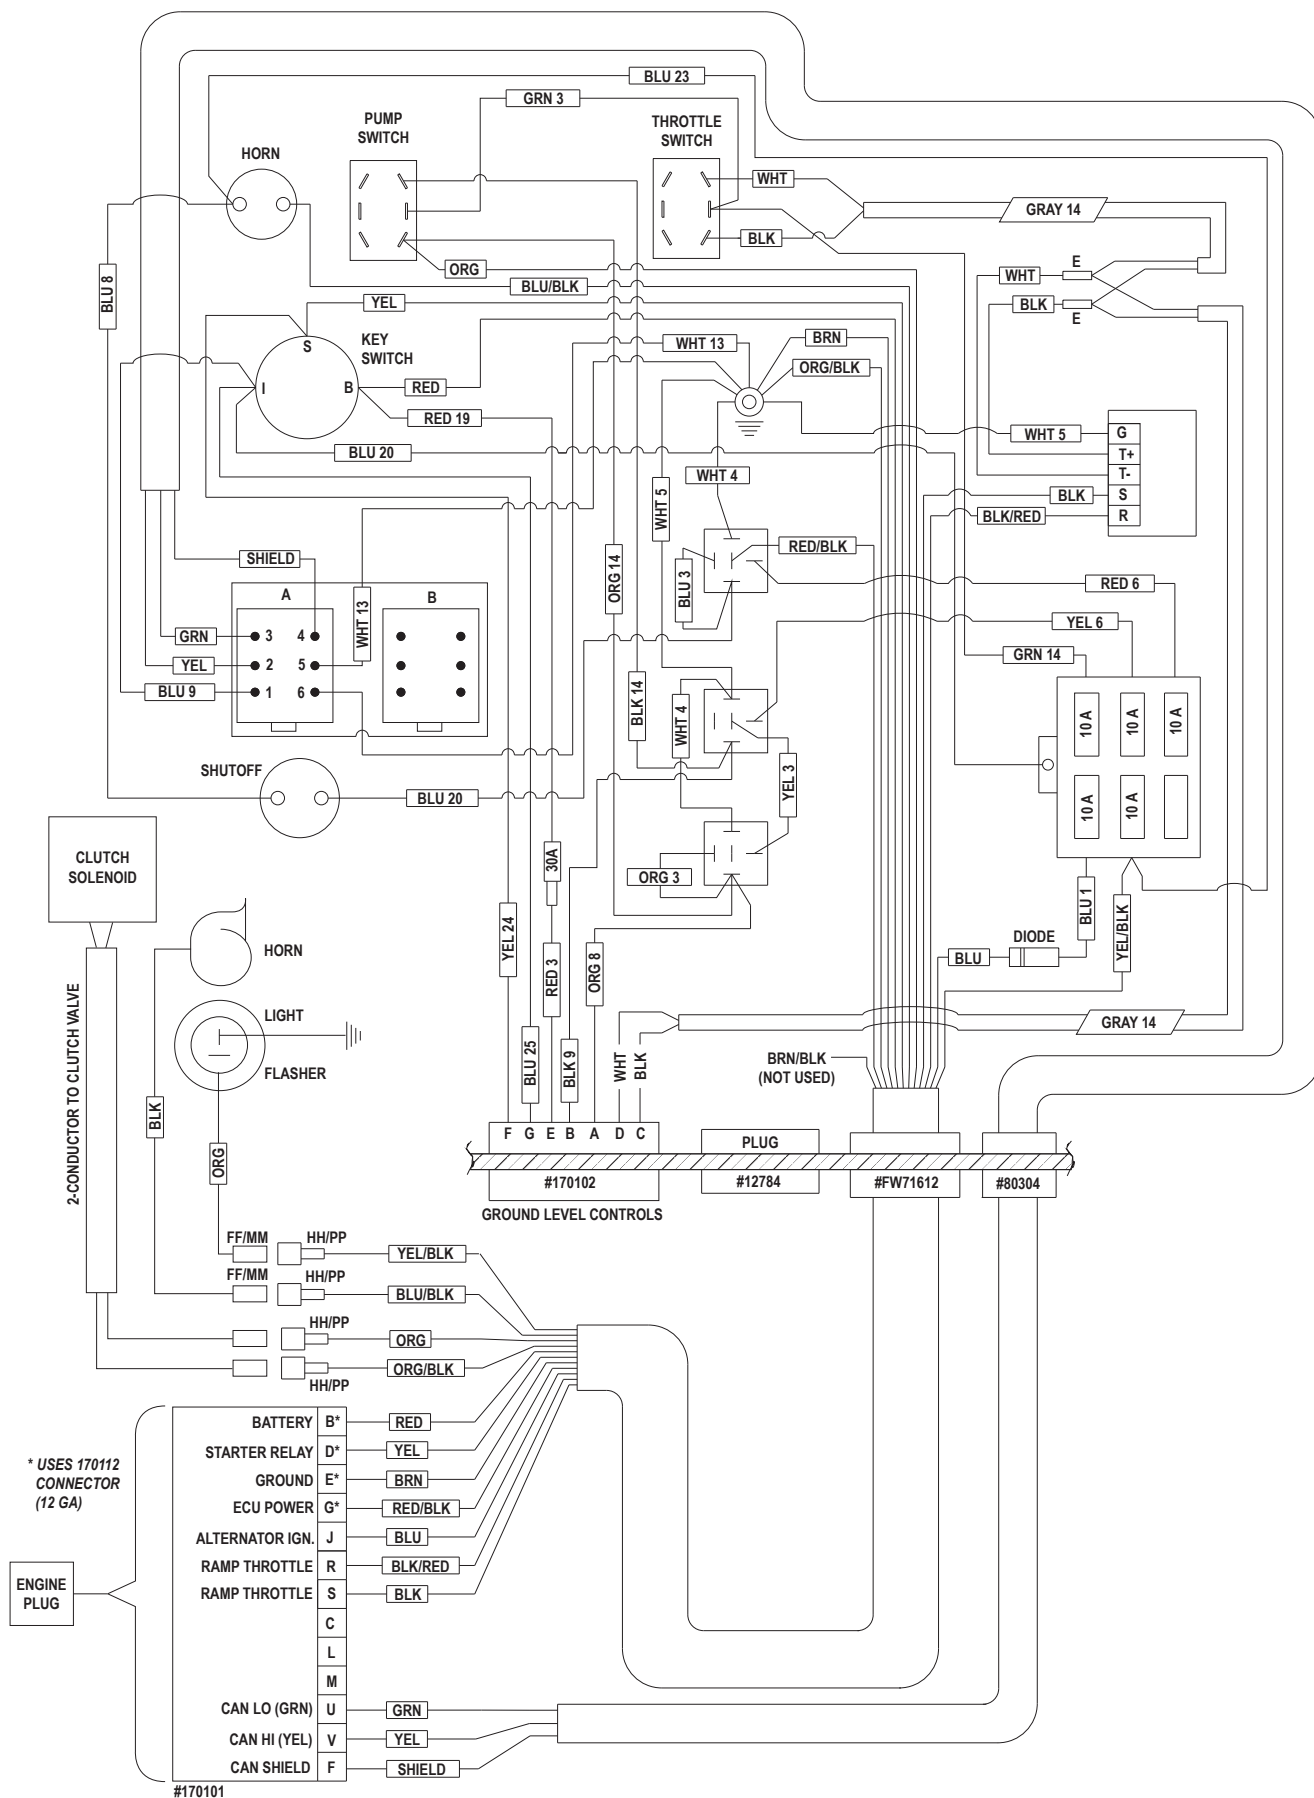 BLU 23
GRN 3
PUMP
SWITCH
THROTTLE
SWITCH
HORN
WHT
GRAY 14
BLK
ORG
BLU 8
BLU/BLK
WHT
E
BLK
E
YEL
S
KEY
SWITCH
WHT 13
BRN
ORG/BLK
I
B
RED
RED 19
BLU 20
WHT 5
G
T+
T-
BLK
S
BLK/RED
R
WHT 4
WHT 5
RED/BLK
SHIELD
ORG 14
BLU 3
RED 6
A
B
WHT 13
YEL 6
GRN
3
4
GRN 14
YEL
2
5
BLU 9
1
6
BLK 14
WHT 4
10 A
10 A
10 A
YEL 3
SHUTOFF
BLU 20
10 A
10 A
CLUTCH
SOLENOID
30A
ORG 3
BLU 1
YEL/BLK
HORN
YEL 24
RED 3
ORG 8
DIODE
BLU
2-CONDUCTOR TO CLUTCH VALVE
LIGHT
FLASHER
GRAY 14
BLU 25
BLK 9
WHT
BLK
BRN/BLK
(NOT USED)
BLK
ORG
F
G
E
B
A
D
C
PLUG
#170102
#12784
#FW71612
#80304
GROUND LEVEL CONTROLS
FF/MM
HH/PP
YEL/BLK
FF/MM
HH/PP
BLU/BLK
HH/PP
ORG
ORG/BLK
HH/PP
BATTERY
B*
RED
STARTER RELAY
D*
YEL
* USES 170112
CONNECTOR
(12 GA)
GROUND
E*
BRN
ECU POWER
G*
RED/BLK
ALTERNATOR IGN.
J
BLU
RAMP THROTTLE
R
BLK/RED
RAMP THROTTLE
S
BLK
ENGINE
PLUG
C
L
M
CAN LO (GRN)
U
GRN
CAN HI (YEL)
V
YEL
CAN SHIELD
F
SHIELD
#170101